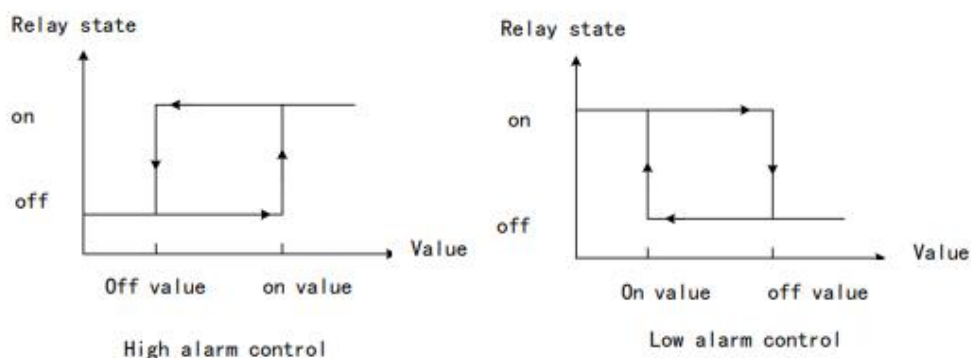 Relay state
on
off
Value
Off value
on value
High alarm control
Relay state
on
off
Value
On value
off value
Low alarm control